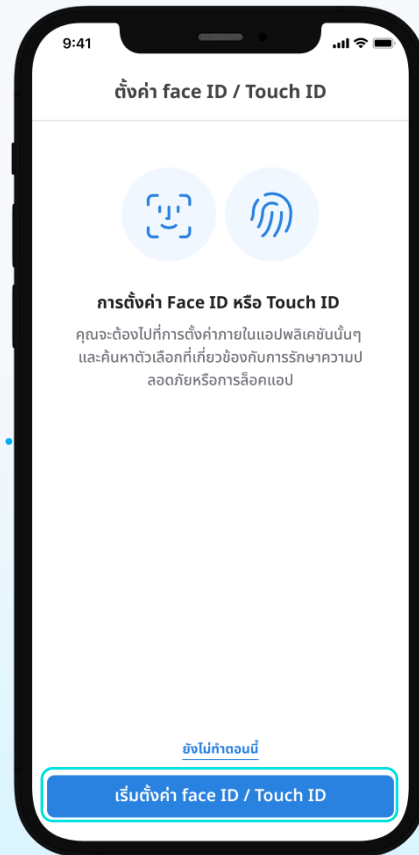 9:41
ตั้งค่า face ID / Touch ID
การตั้งค่า Face ID หรือ Touch ID
คุณจะต้องไปที่การตั้งค่าภายในแอปพลิเคชันนั้นๆ
และค้นหาตัวเลือกที่เกี่ยวข้องกับการรักษาความป
ลอดภัยหรือการล็อคแอป
ยังไม่ทำตอนนี้
เริ่มตั้งค่า face ID / Touch ID